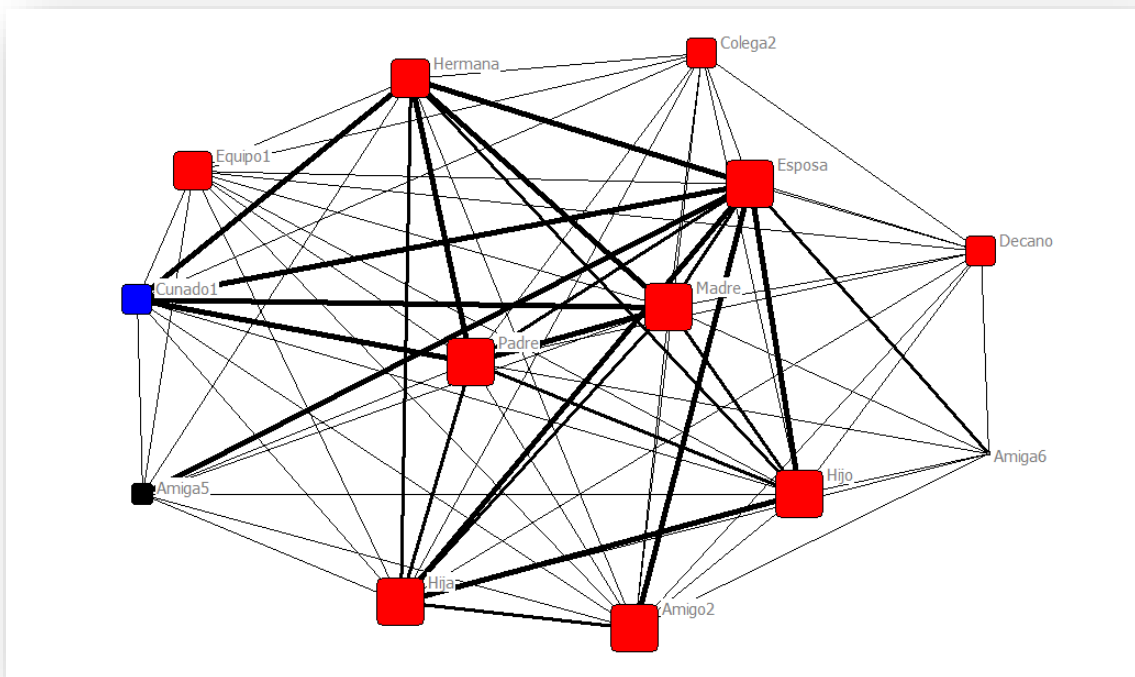 Colega2
Hermana
Equipo1
Esposa
Decano
Cunado1
Madre
Padre
Amiga6
Hijo
Amiga5
Hija
Amigo2